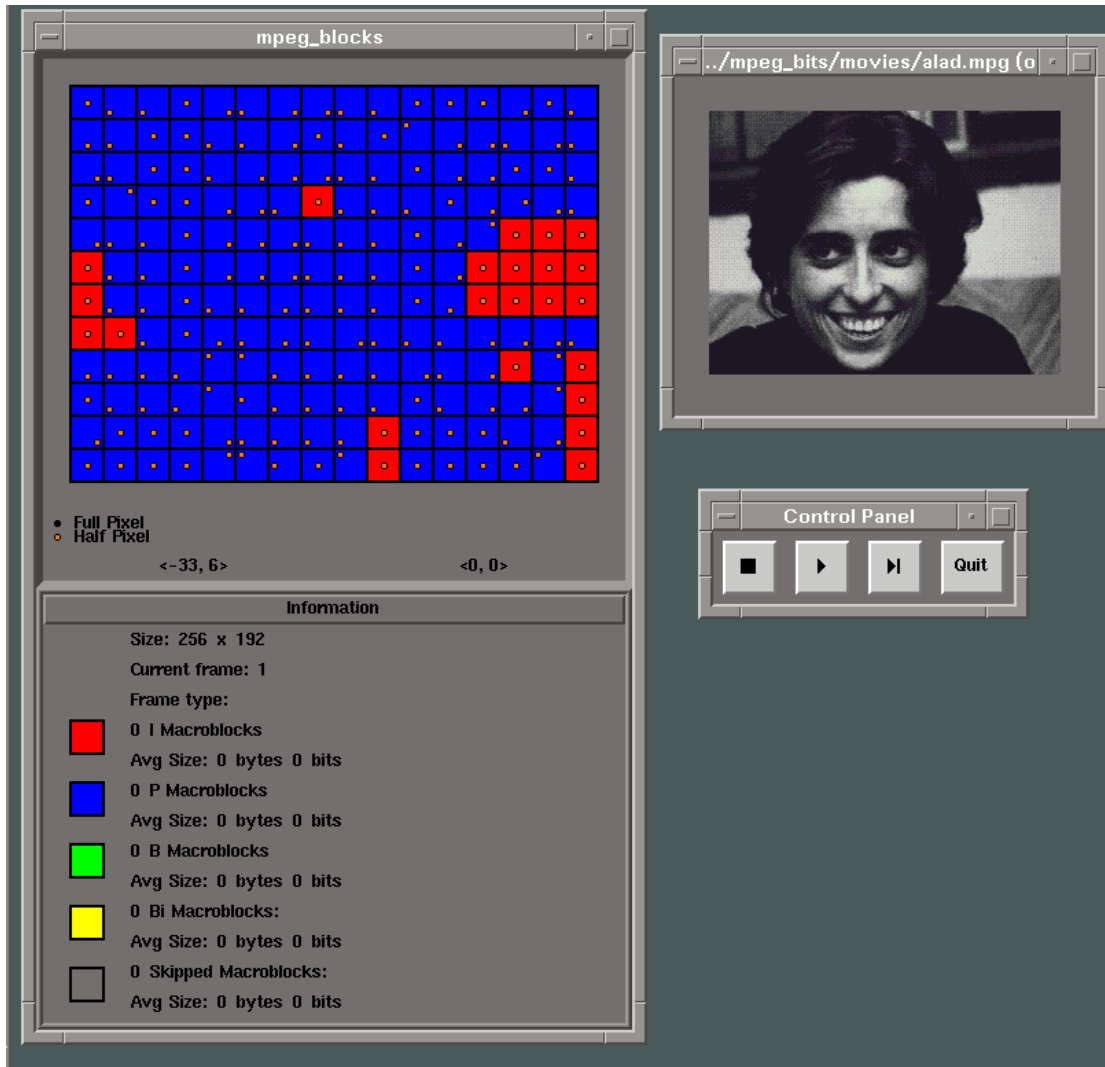 mpeg_blocks
Full Pixel
Half Pixel
<-33, 6> <0, 0>
Information
Size: 256 x 192
Current frame: 1
Frame type:
0 I Macroblocks
Avg Size: 0 bytes 0 bits
0 P Macroblocks
Avg Size: 0 bytes 0 bits
0 B Macroblocks
Avg Size: 0 bytes 0 bits
0 Bi Macroblocks:
Avg Size: 0 bytes 0 bits
0 Skipped Macroblocks:
Avg Size: 0 bytes 0 bits
../mpeg_bits/movies/alad.mpg (o
Control Panel
Quit